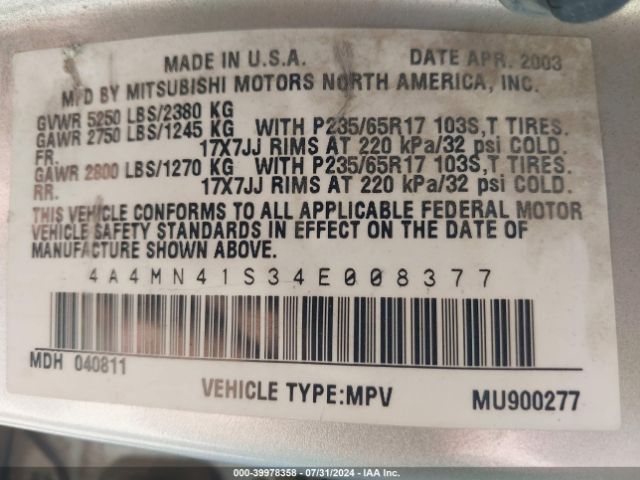 MADE IN U.S.A. DATE APR. 2003
MFD BY MITSUBISHI MOTORS NORTH AMERICA, INC.
GVWR 5250 LBS/2380 KG
GAWR 2750 LBS/1245 KG WITH P235/65R17 103S,T TIRES.
FR. 17X7JJ RIMS AT 220 kPa/32 psi COLD.
GAWR 2800 LBS/1270 KG WITH P235/65R17 103S,T TIRES.
RR. 17X7JJ RIMS AT 220 kPa/32 psi COLD.
THIS VEHICLE CONFORMS TO ALL APPLICABLE FEDERAL MOTOR
VEHICLE SAFETY STANDARDS IN EFFECT ON THE DATE OF
MANUFACTURE SHOWN ABOVE.
4A4MN41S34E008377
MDH 040811
VEHICLE TYPE:MPV MU900277
000-39978358 - 07/31/2024 - IAA Inc.